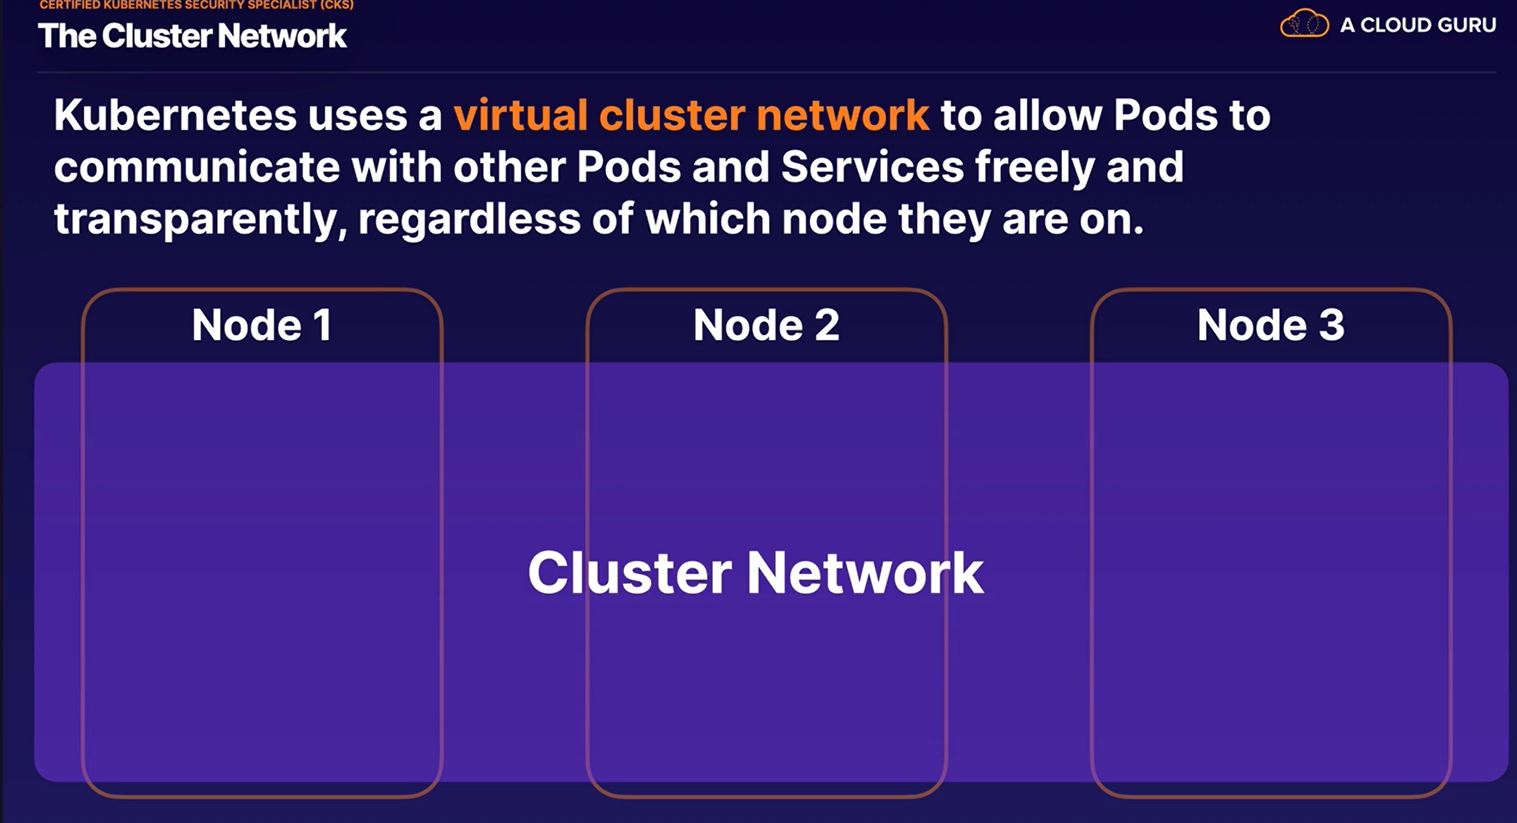 CERTIFIED KUBERNETES SECURITY SPECIALIST (CKS)
The Cluster Network
A CLOUD GURU
Kubernetes uses a virtual cluster network to allow Pods to
communicate with other Pods and Services freely and
transparently, regardless of which node they are on.
Node 1
Node 2
Node 3
Cluster Network